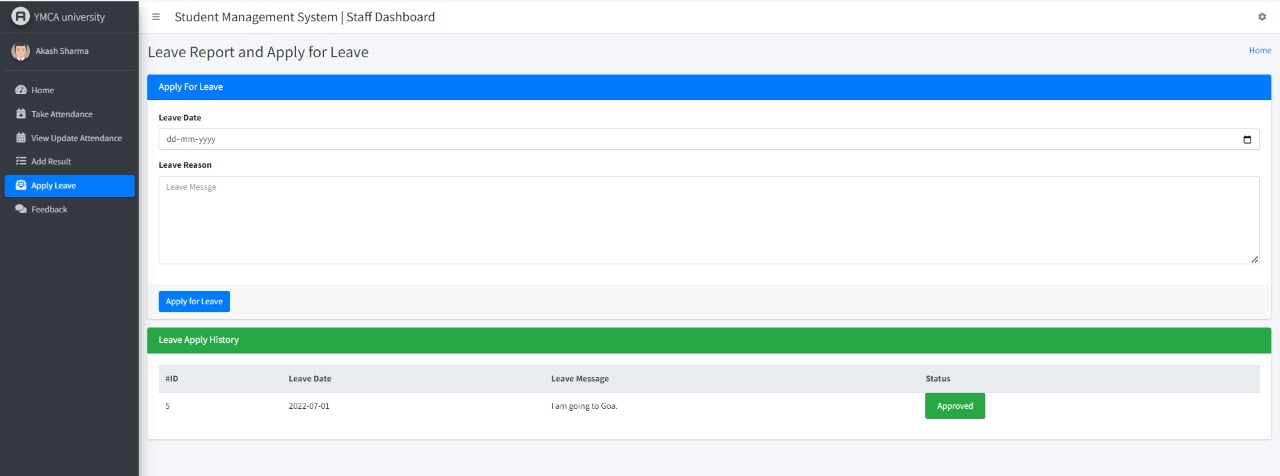 YMCA university
Student Management System | Staff Dashboard
Akash Sharma
Home
Take Attendance
View Update Attendance
Add Result
Apply Leave
Feedback
Leave Report and Apply for Leave
Home
Apply For Leave
Leave Date
dd-mm-yyyy
Leave Reason
Leave Messge
Apply for Leave
Leave Apply History
#ID Leave Date Leave Message Status
5 2022-07-01 I am going to Goa. Approved